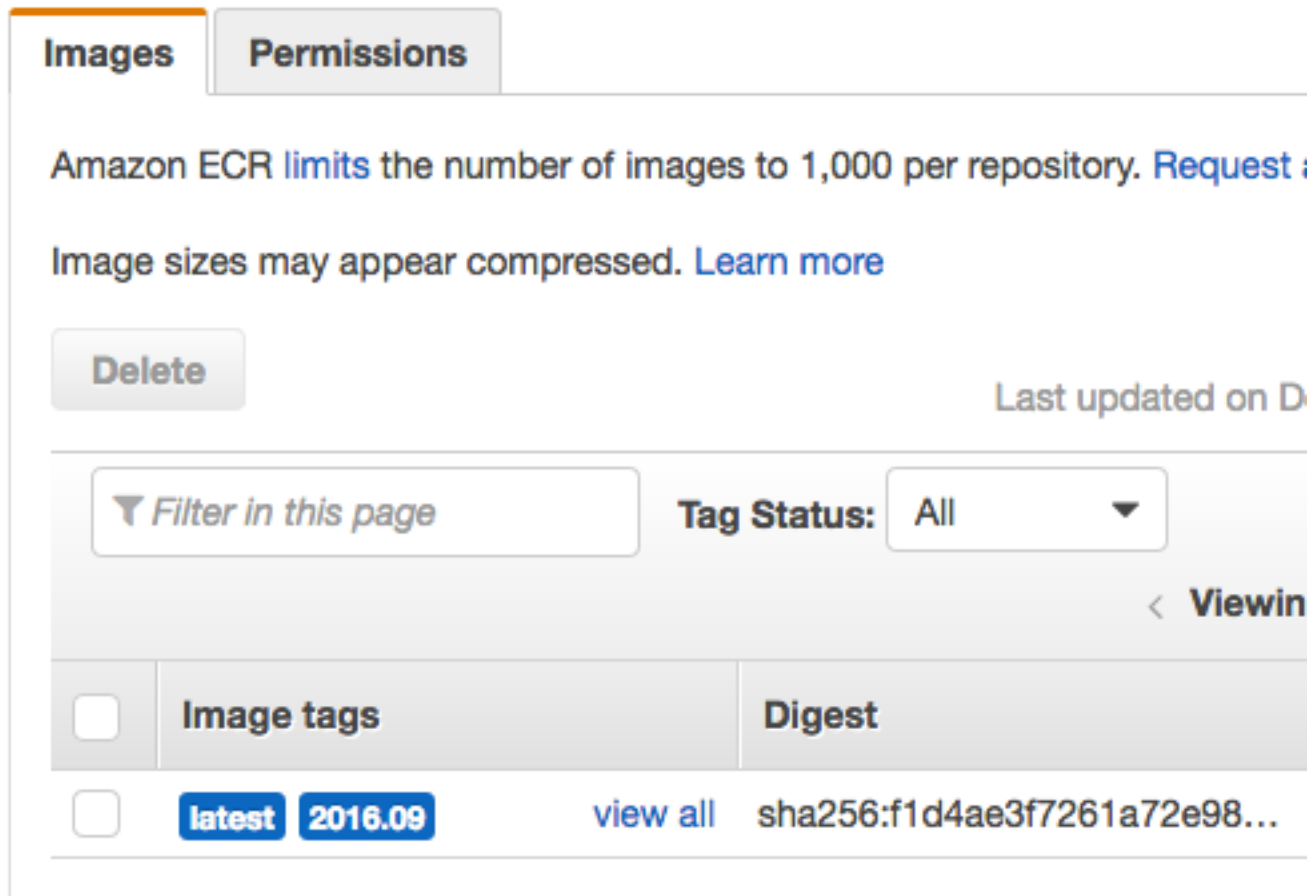 Images Permissions
Amazon ECR limits the number of images to 1,000 per repository. Request
Image sizes may appear compressed. Learn more
Delete
Last updated on
Filter in this page Tag Status: All
< Viewin
Image tags Digest
latest 2016.09 view all sha256:f1d4ae3f7261a72e98...